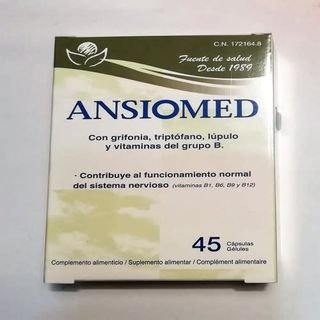 C.N. 172164.8
Fuente de salud
Desde 1989
ANSIOMED
Con grifonia, triptófano, lúpulo
y vitaminas del grupo B.
· Contribuye al funcionamiento normal
del sistema nervioso (vitaminas B1, B6, B9 y B12)
45 Cápsulas
Gélules
Complemento alimenticio / Suplemento alimentar / Complément alimentaire